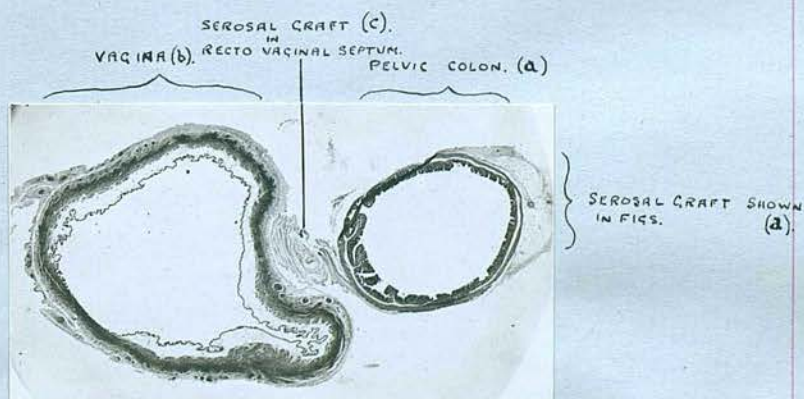 SEROSAL GRAFT (c).
IN
RECTO VAGINAL SEPTUM.
VAGINA (b).
PELVIC COLON. (a)
SEROSAL GRAFT SHOWN
IN FIGS. (d).